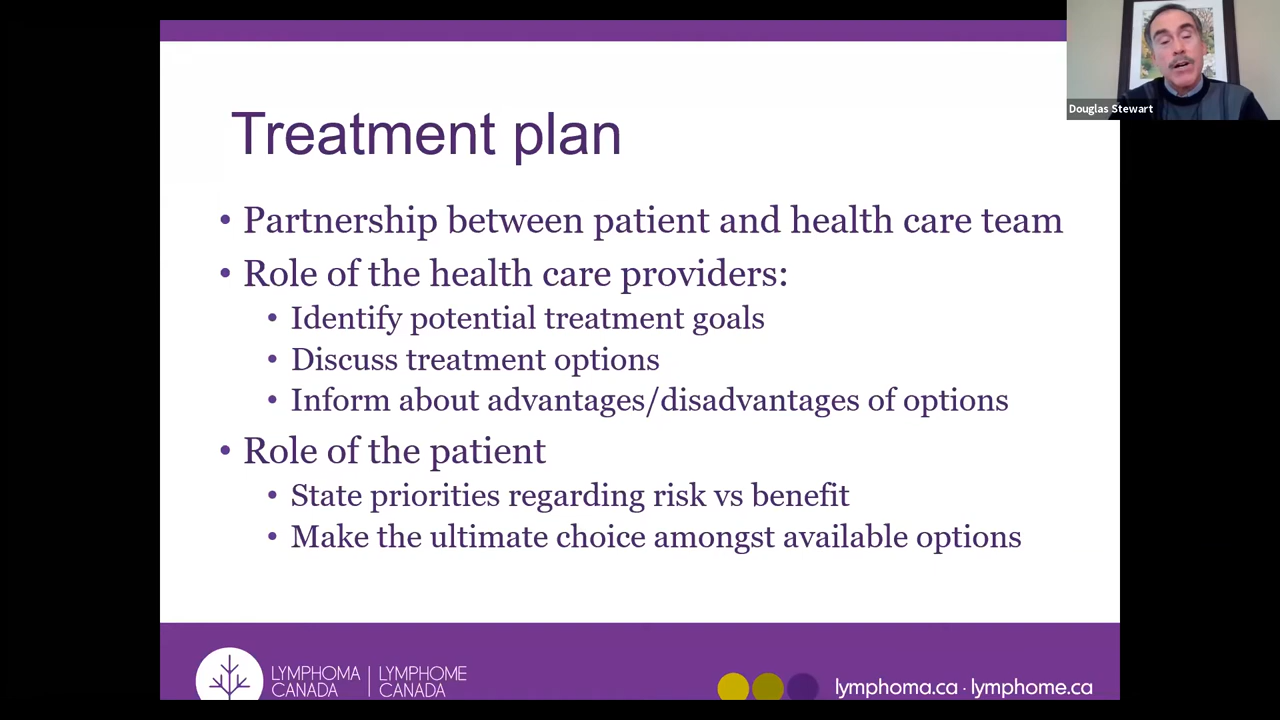 Douglas Stewart
Treatment plan
• Partnership between patient and health care team
• Role of the health care providers:
• Identify potential treatment goals
• Discuss treatment options
• Inform about advantages/disadvantages of options
• Role of the patient
• State priorities regarding risk vs benefit
• Make the ultimate choice amongst available options
LYMPHOMA | LYMPHOME
CANADA | CANADA
lymphoma.ca · lymphome.ca